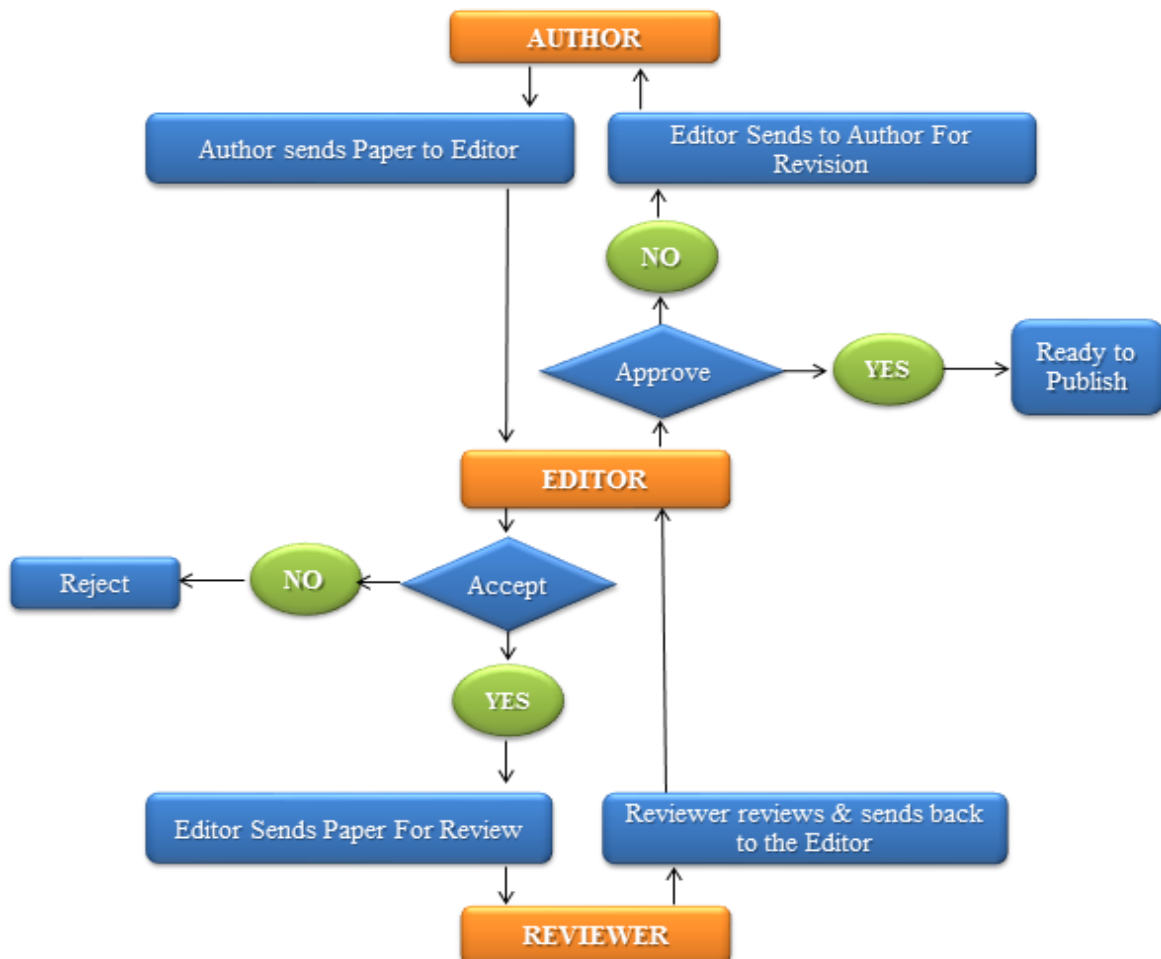 AUTHOR
Author sends Paper to Editor
Editor Sends to Author For
Revision
NO
Approve
YES
Ready to
Publish
EDITOR
Reject
NO
Accept
YES
Editor Sends Paper For Review
Reviewer reviews & sends back
to the Editor
REVIEWER